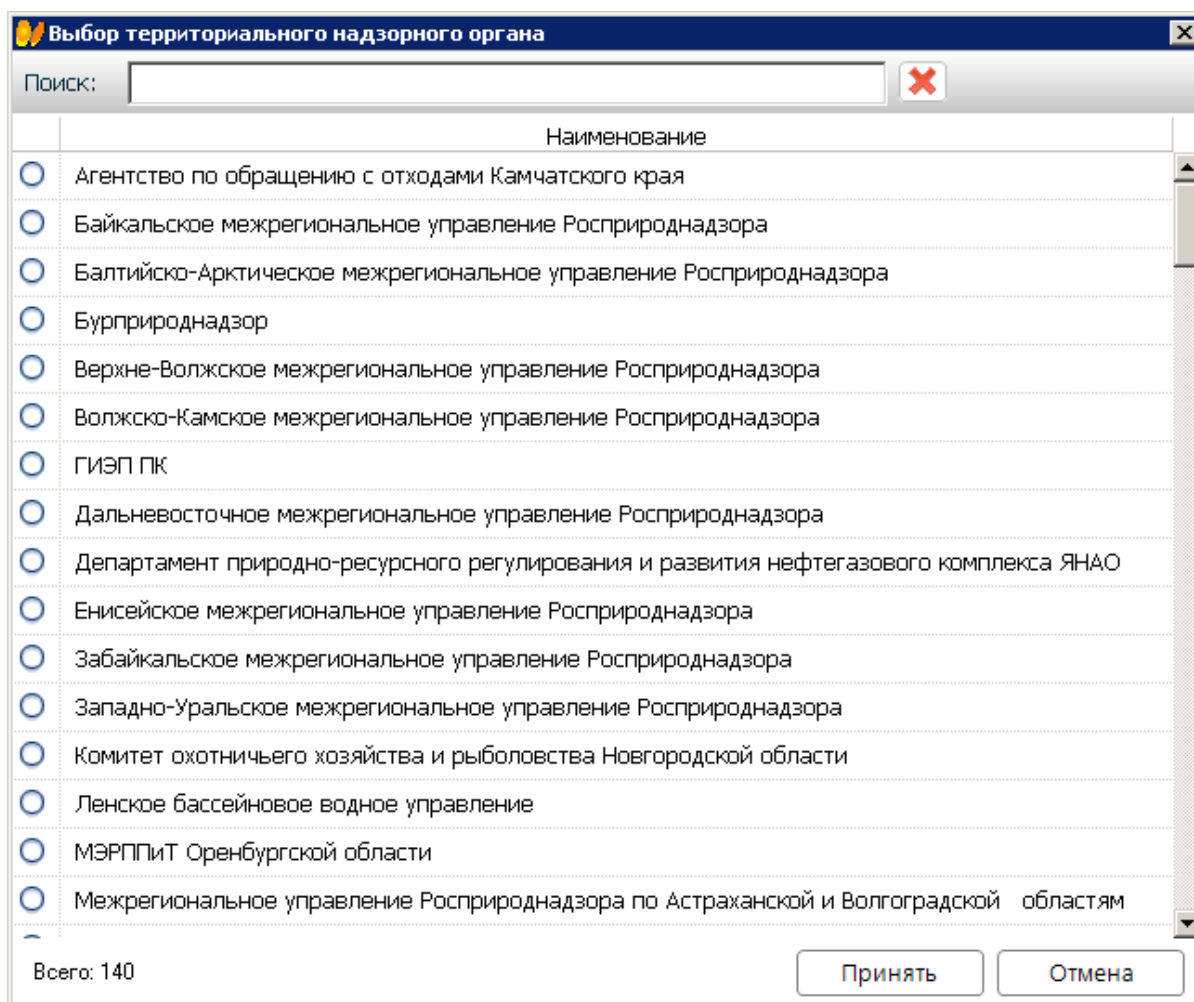 Выбор территориального надзорного органа
Поиск:
Наименование
Агентство по обращению с отходами Камчатского края
Байкальское межрегиональное управление Росприроднадзора
Балтийско-Арктическое межрегиональное управление Росприроднадзора
Бурприроднадзор
Верхне-Волжское межрегиональное управление Росприроднадзора
Волжско-Камское межрегиональное управление Росприроднадзора
ГИЭП ПК
Дальневосточное межрегиональное управление Росприроднадзора
Департамент природно-ресурсного регулирования и развития нефтегазового комплекса ЯНАО
Енисейское межрегиональное управление Росприроднадзора
Забайкальское межрегиональное управление Росприроднадзора
Западно-Уральское межрегиональное управление Росприроднадзора
Комитет охотничьего хозяйства и рыболовства Новгородской области
Ленское бассейновое водное управление
МЭРППиТ Оренбургской области
Межрегиональное управление Росприроднадзора по Астраханской и Волгоградской областям
Всего: 140
Принять
Отмена